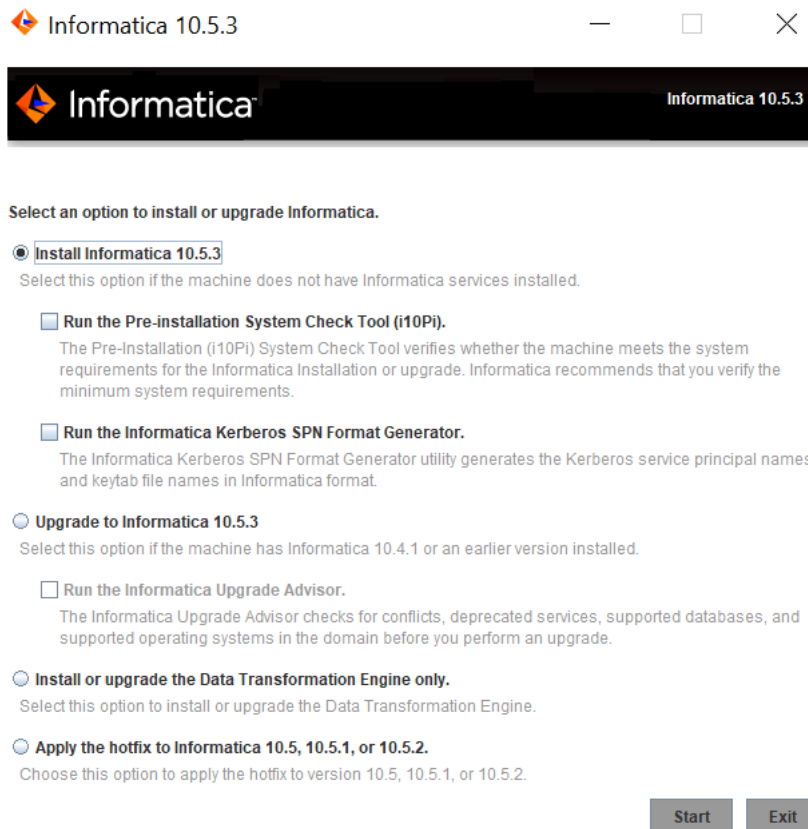 Informatica 10.5.3
Informatica
Informatica 10.5.3
Select an option to install or upgrade Informatica.
Install Informatica 10.5.3
Select this option if the machine does not have Informatica services installed.
Run the Pre-installation System Check Tool (i10Pi).
The Pre-Installation (i10Pi) System Check Tool verifies whether the machine meets the system
requirements for the Informatica Installation or upgrade. Informatica recommends that you verify the
minimum system requirements.
Run the Informatica Kerberos SPN Format Generator.
The Informatica Kerberos SPN Format Generator utility generates the Kerberos service principal names
and keytab file names in Informatica format.
Upgrade to Informatica 10.5.3
Select this option if the machine has Informatica 10.4.1 or an earlier version installed.
Run the Informatica Upgrade Advisor.
The Informatica Upgrade Advisor checks for conflicts, deprecated services, supported databases, and
supported operating systems in the domain before you perform an upgrade.
Install or upgrade the Data Transformation Engine only.
Select this option to install or upgrade the Data Transformation Engine.
Apply the hotfix to Informatica 10.5, 10.5.1, or 10.5.2.
Choose this option to apply the hotfix to version 10.5, 10.5.1, or 10.5.2.
Start Exit